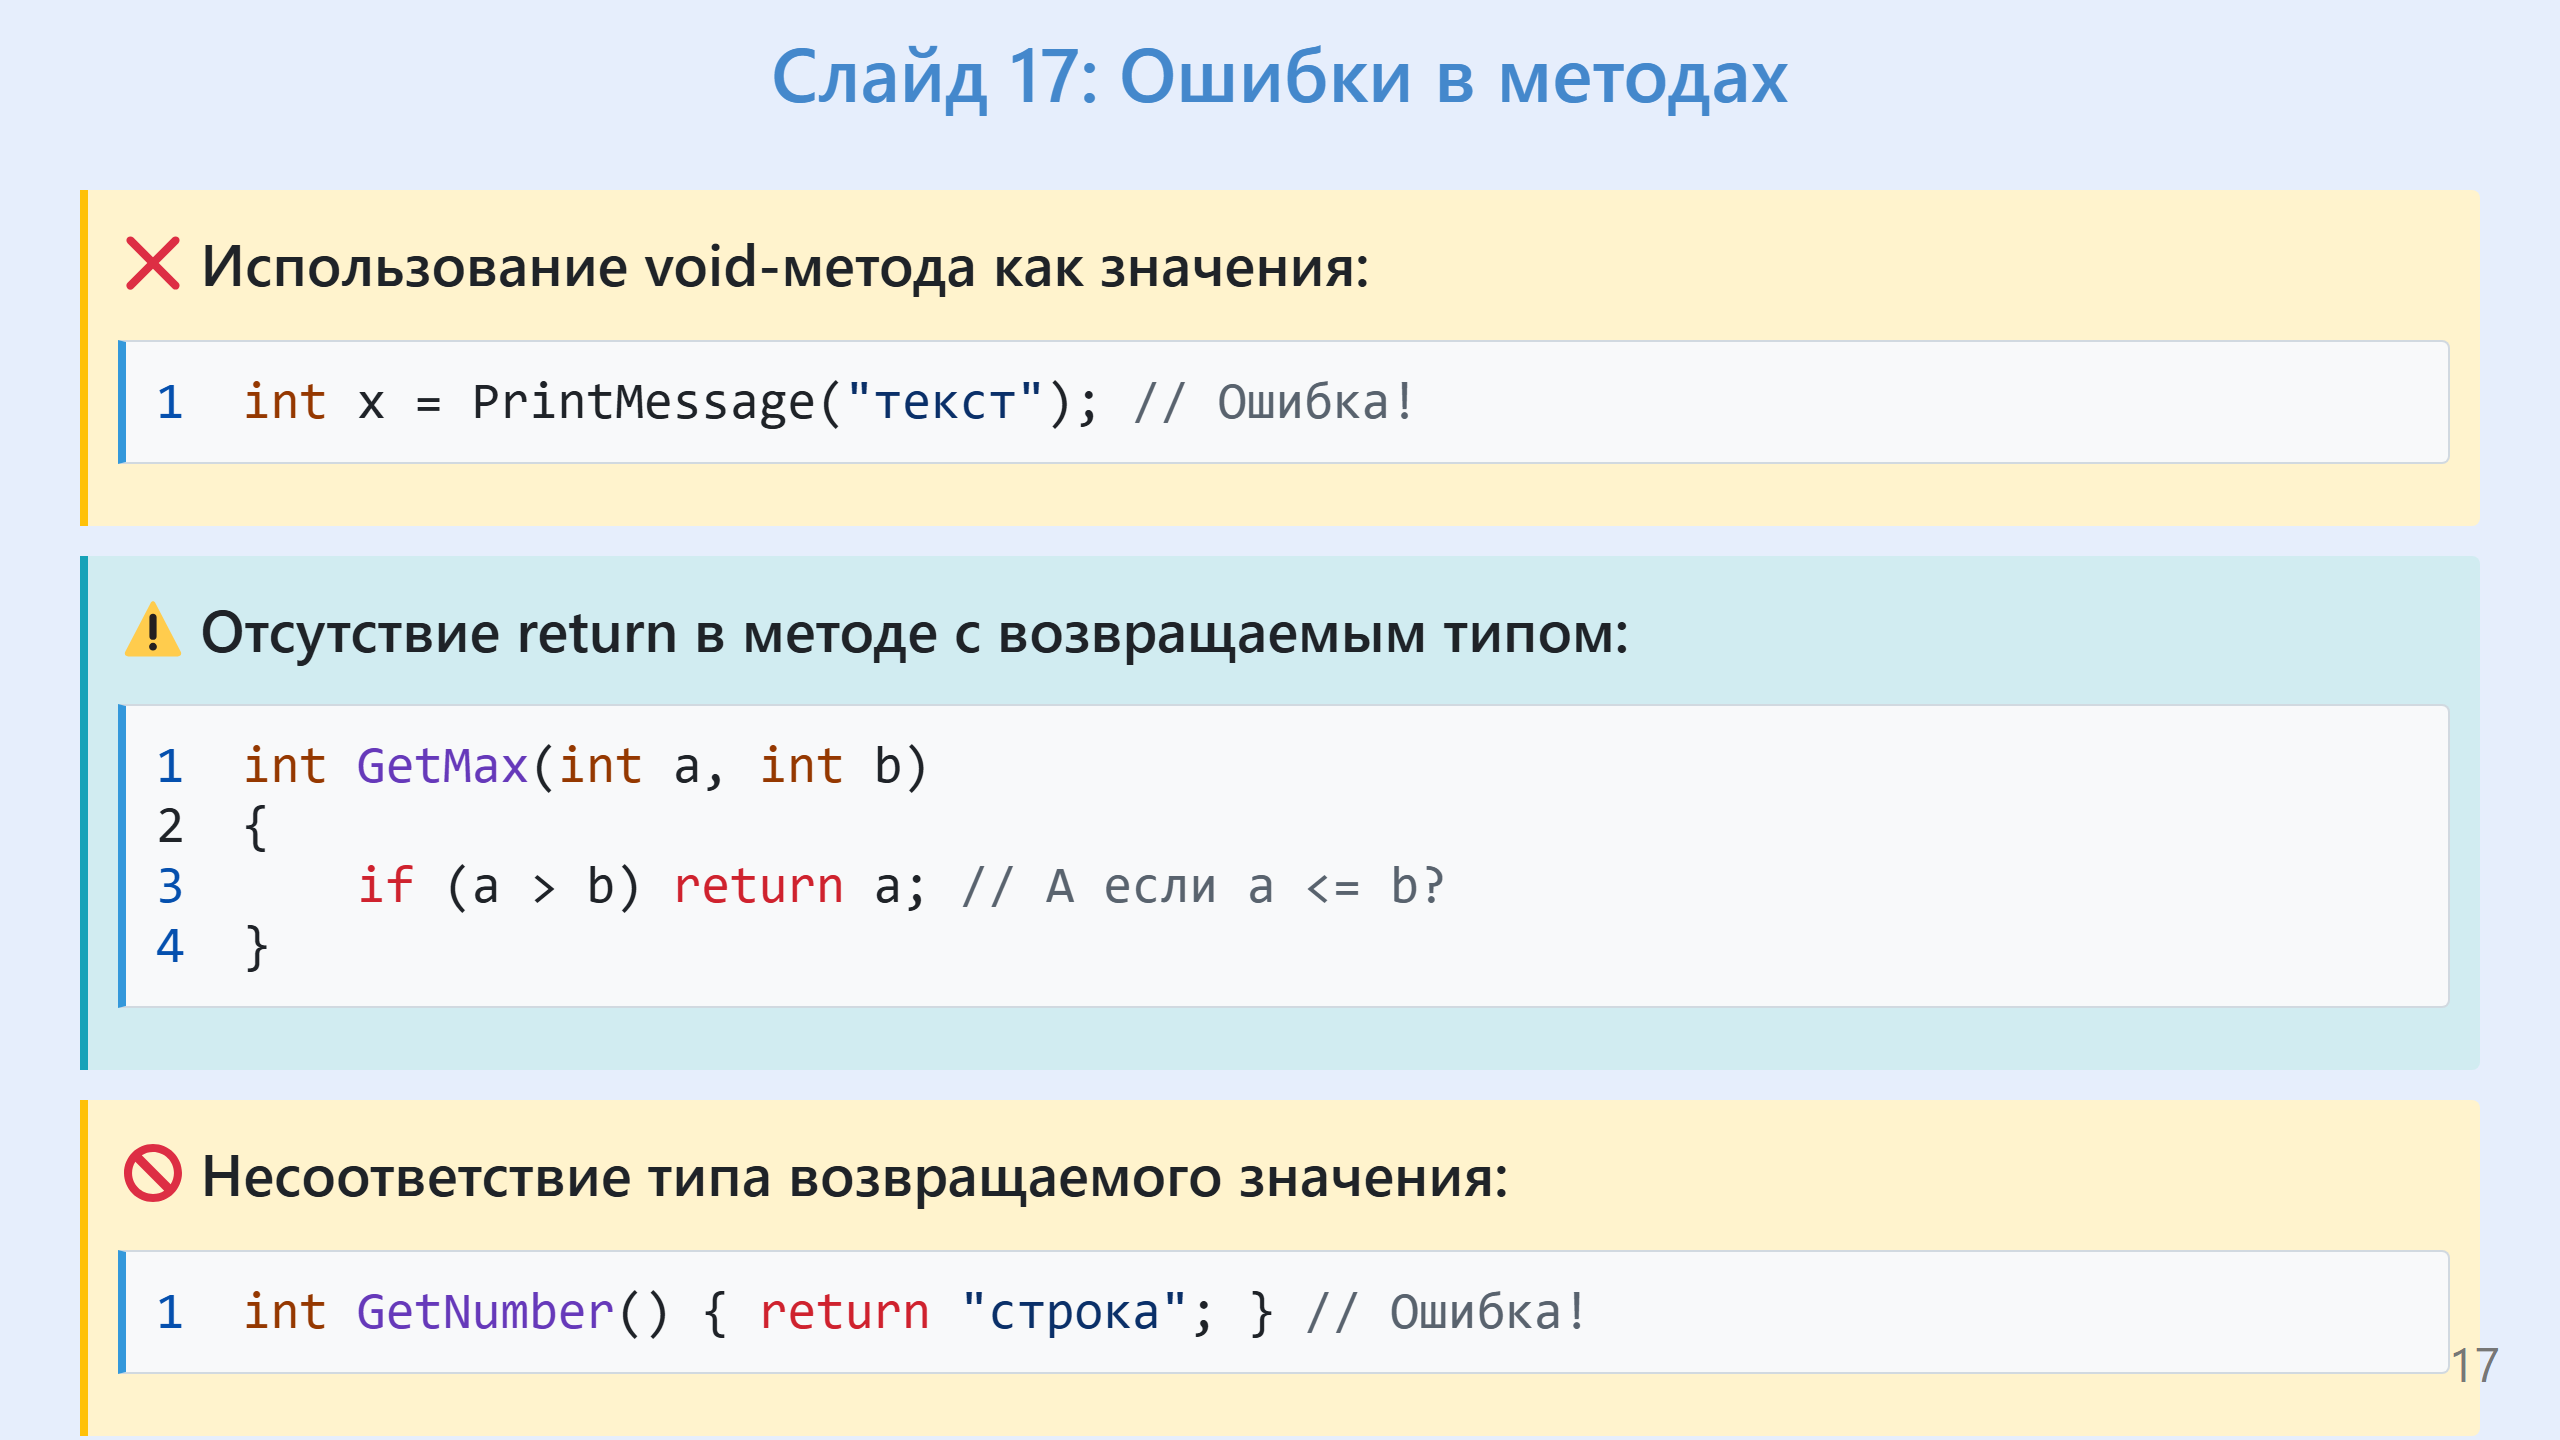 Слайд 17: Ошибки в методах
❌ Использование void-метода как значения:
1  int x = PrintMessage("текст"); // Ошибка!
⚠️ Отсутствие return в методе с возвращаемым типом:
1  int GetMax(int a, int b)
2  {
3      if (a > b) return a; // А если a <= b?
4  }
🚫 Несоответствие типа возвращаемого значения:
1  int GetNumber() { return "строка"; } // Ошибка!
17